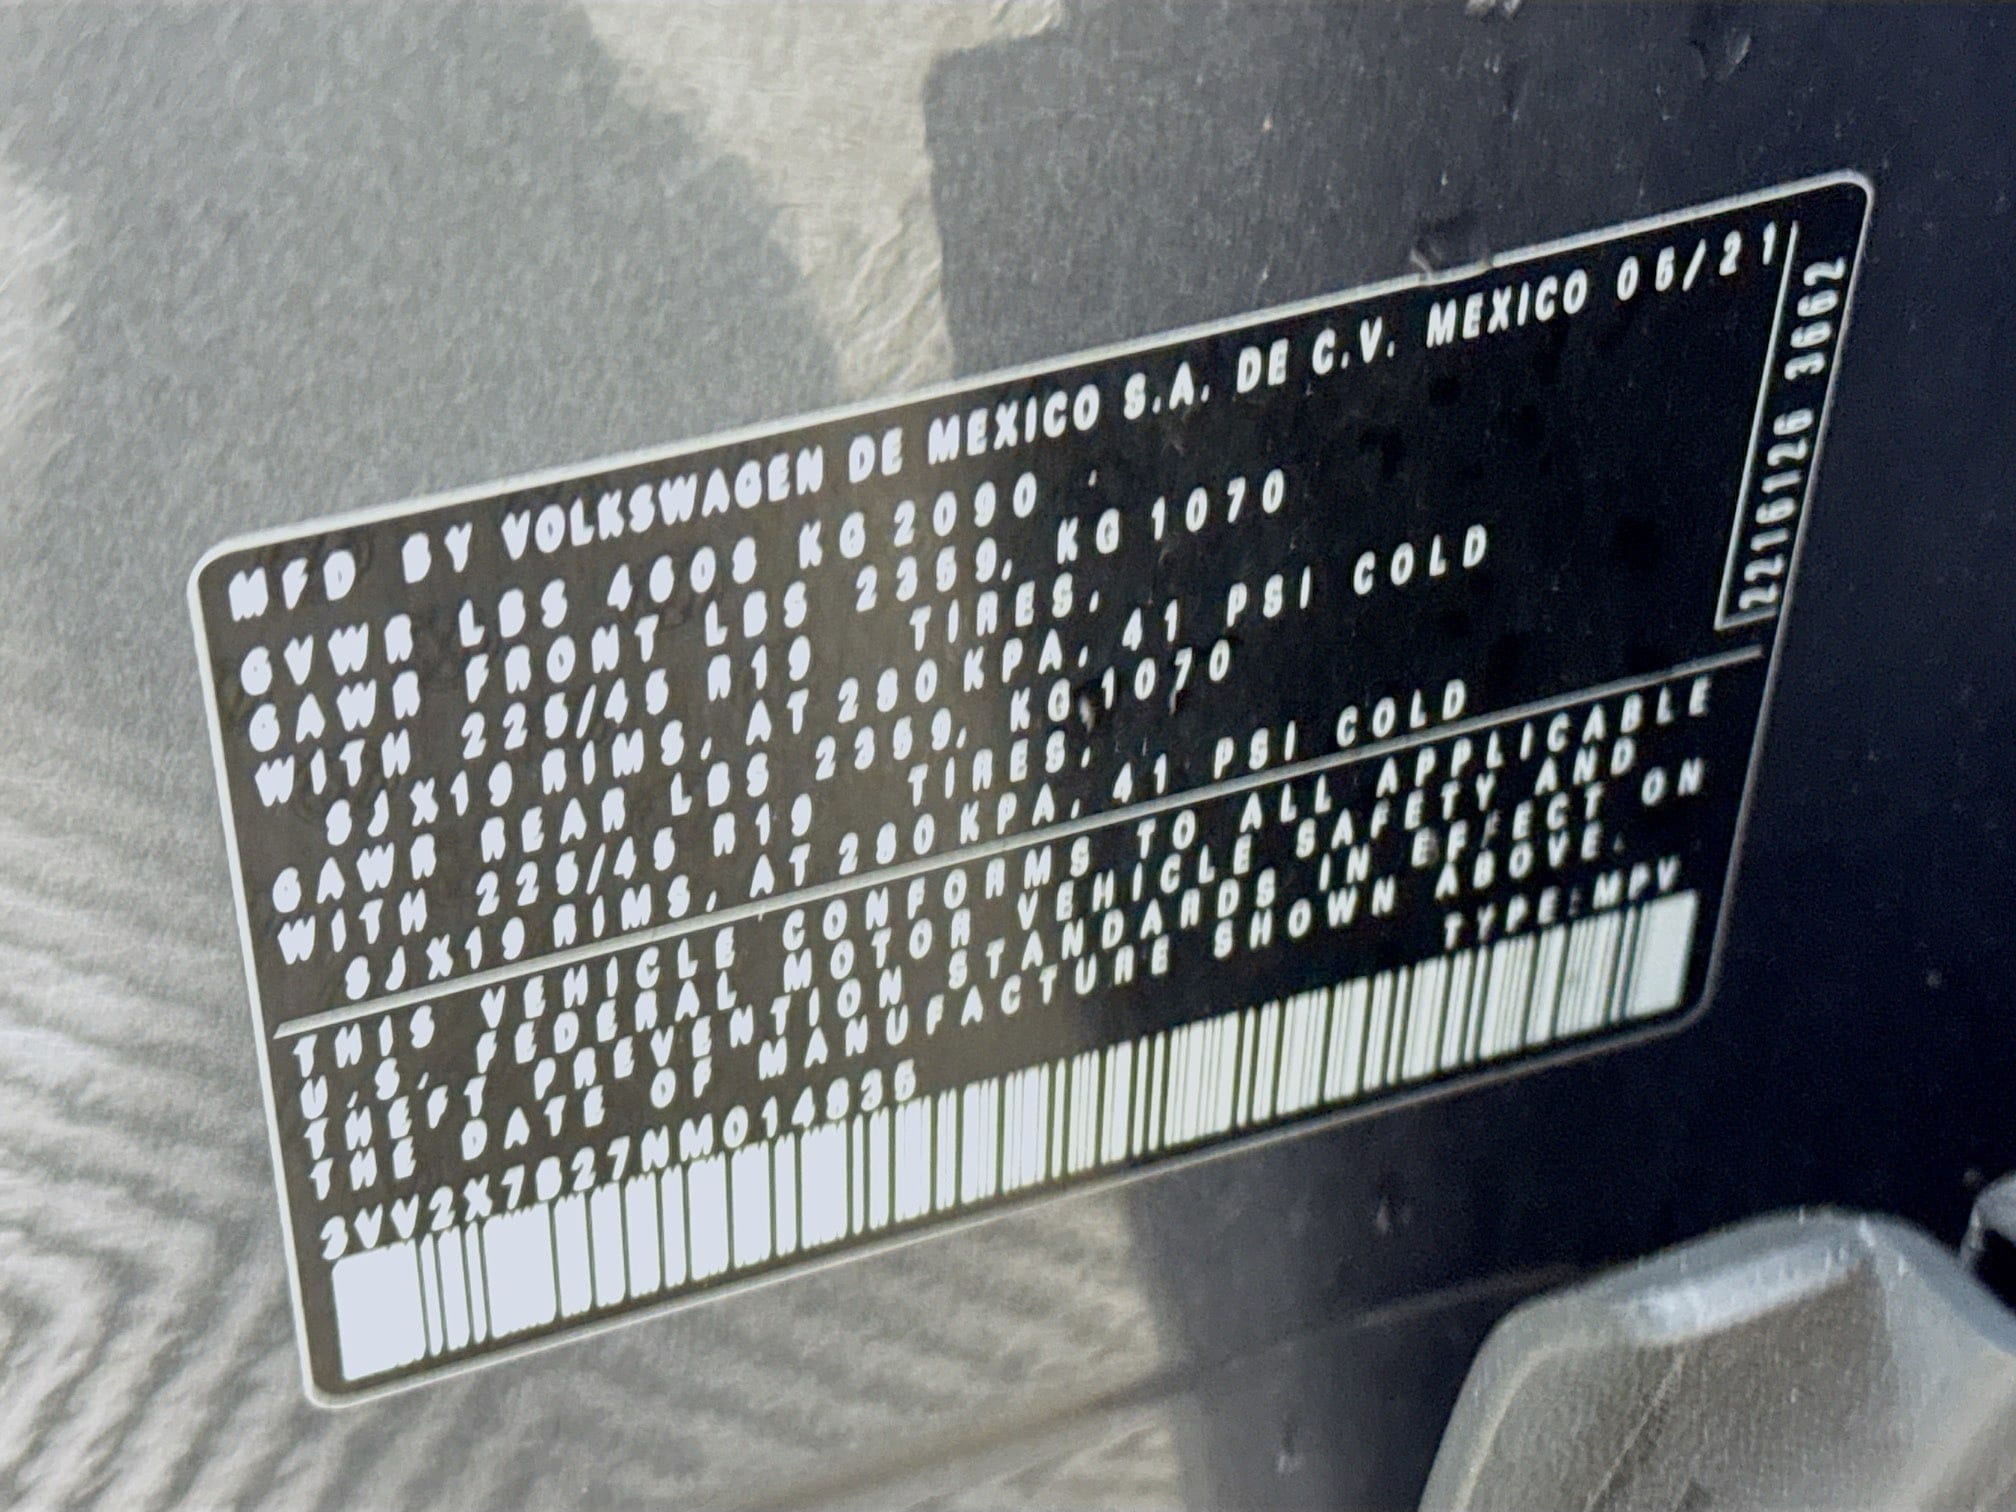 MFD BY VOLKSWAGEN DE MEXICO S.A. DE C.V. MEXICO 05/21
GVWR LBS 4608 KG 2090
GAWR FRONT LBS 2359, KG 1070
WITH 225/45 R19 TIRES,
8JX19 RIMS, AT 280 KPA, 41 PSI COLD
GAWR REAR LBS 2359, KG 1070
WITH 225/45 R19 TIRES,
8JX19 RIMS, AT 280 KPA, 41 PSI COLD
2216126 3662
THIS VEHICLE CONFORMS TO ALL APPLICABLE
U.S. FEDERAL MOTOR VEHICLE SAFETY AND
THEFT PREVENTION STANDARDS IN EFFECT ON
THE DATE OF MANUFACTURE SHOWN ABOVE.
3VV2X7B27NM014835 TYPE:MPV